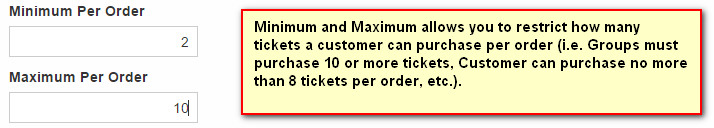 Minimum Per Order
2
Maximum Per Order
10
Minimum and Maximum allows you to restrict how many
tickets a customer can purchase per order (i.e. Groups must
purchase 10 or more tickets, Customer can purchase no more
than 8 tickets per order, etc.).